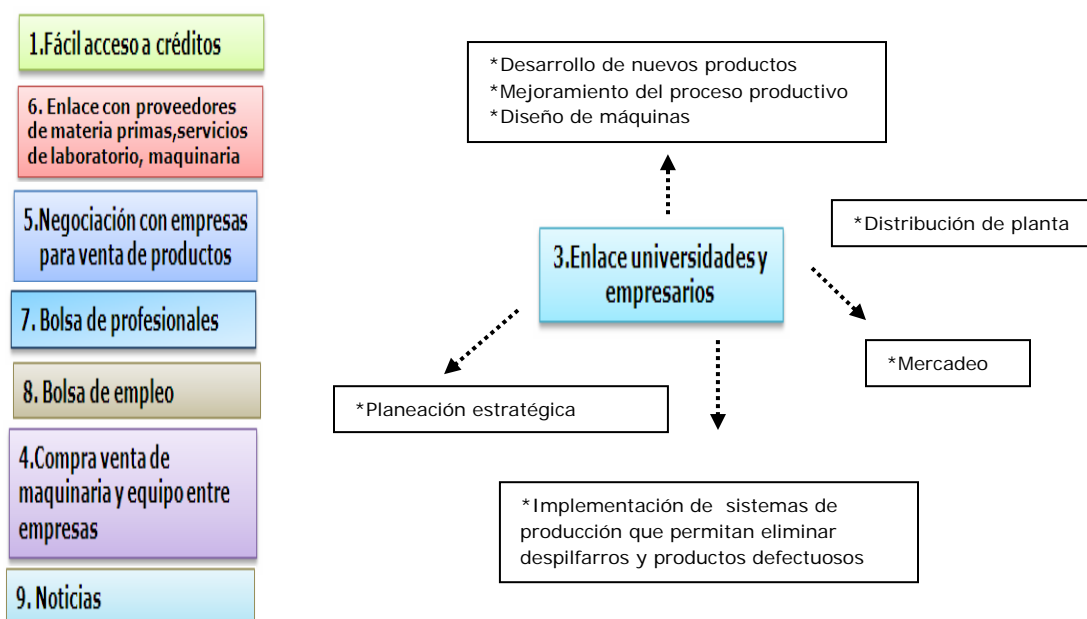 1.Fácil acceso a créditos
6. Enlace con proveedores
de materia primas,servicios
de laboratorio, maquinaria
5.Negociación con empresas
para venta de productos
7. Bolsa de profesionales
8. Bolsa de empleo
4.Compra venta de
maquinaria y equipo entre
empresas
9. Noticias
*Desarrollo de nuevos productos
*Mejoramiento del proceso productivo
*Diseño de máquinas
*Distribución de planta
3.Enlace universidades y
empresarios
*Mercadeo
*Planeación estratégica
*Implementación de sistemas de
producción que permitan eliminar
despilfarros y productos defectuosos